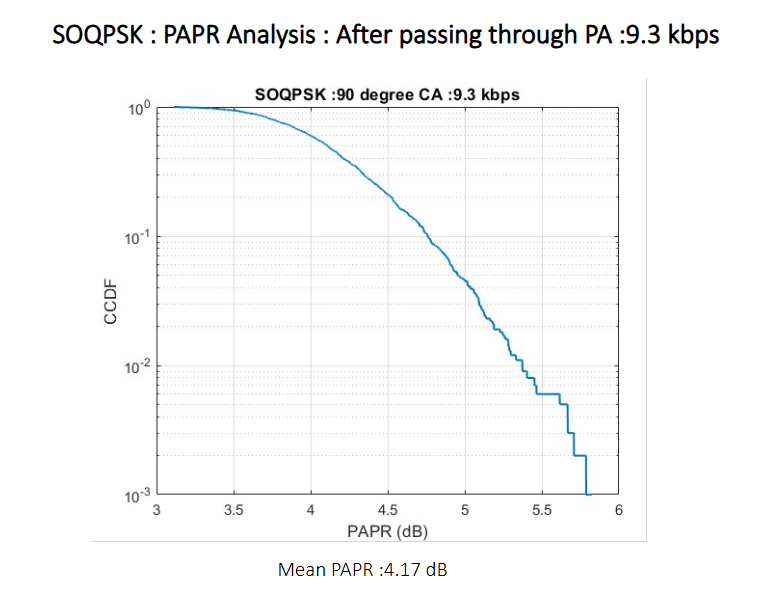 SOQPSK : PAPR Analysis : After passing through PA :9.3 kbps
SOQPSK :90 degree CA :9.3 kbps
10⁰
10⁻¹
10⁻²
10⁻³
CCDF
3 3.5 4 4.5 5 5.5 6
PAPR (dB)
Mean PAPR :4.17 dB